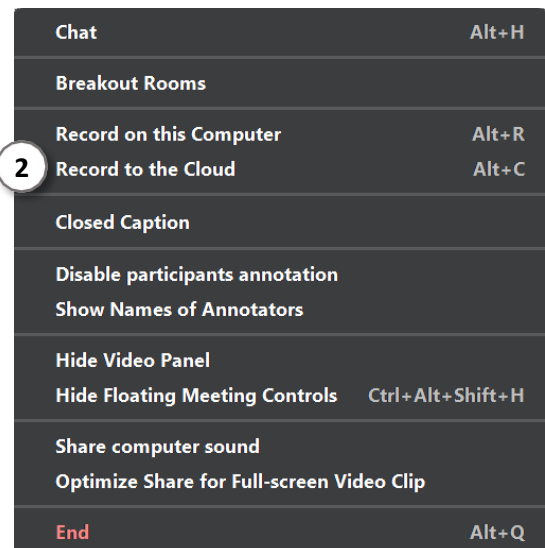 Chat Alt+H
Breakout Rooms
Record on this Computer Alt+R
2 Record to the Cloud Alt+C
Closed Caption
Disable participants annotation
Show Names of Annotators
Hide Video Panel
Hide Floating Meeting Controls Ctrl+Alt+Shift+H
Share computer sound
Optimize Share for Full-screen Video Clip
End Alt+Q